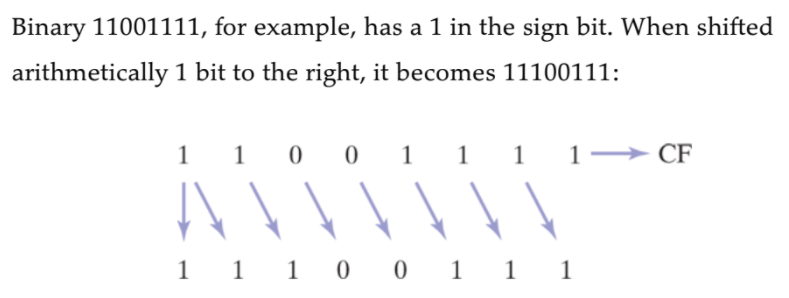 Binary 11001111, for example, has a 1 in the sign bit. When shifted
arithmetically 1 bit to the right, it becomes 11100111:
1 1 0 0 1 1 1 1 CF
1 1 1 0 0 1 1 1